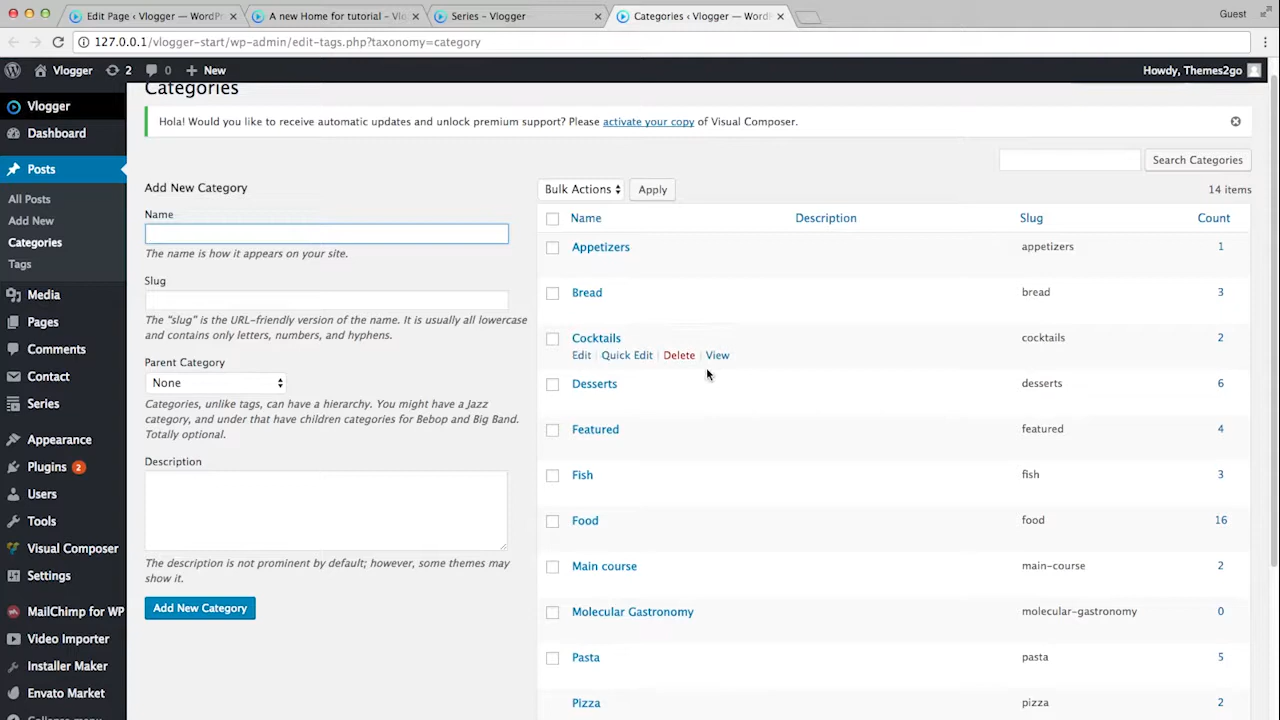 Edit Page ‹ Vlogger — WordPr
A new Home for tutorial – Vlo
Series – Vlogger
Categories ‹ Vlogger — WordP
Guest
127.0.0.1/vlogger-start/wp-admin/edit-tags.php?taxonomy=category
Vlogger
2
0
New
Howdy, Themes2go
Vlogger
Dashboard
Posts
All Posts
Add New
Categories
Tags
Media
Pages
Comments
Contact
Series
Appearance
Plugins 2
Users
Tools
Visual Composer
Settings
MailChimp for WP
Video Importer
Installer Maker
Envato Market
Collapse menu
Categories
Hola! Would you like to receive automatic updates and unlock premium support? Please activate your copy of Visual Composer.
Search Categories
Add New Category
Name
The name is how it appears on your site.
Slug
The “slug” is the URL-friendly version of the name. It is usually all lowercase
and contains only letters, numbers, and hyphens.
Parent Category
None
Categories, unlike tags, can have a hierarchy. You might have a Jazz
category, and under that have children categories for Bebop and Big Band.
Totally optional.
Description
The description is not prominent by default; however, some themes may
show it.
Add New Category
Bulk Actions
Apply
14 items
Name Description Slug Count
Appetizers appetizers 1
Bread bread 3
Cocktails cocktails 2
Edit | Quick Edit | Delete | View
Desserts desserts 6
Featured featured 4
Fish fish 3
Food food 16
Main course main-course 2
Molecular Gastronomy molecular-gastronomy 0
Pasta pasta 5
Pizza pizza 2